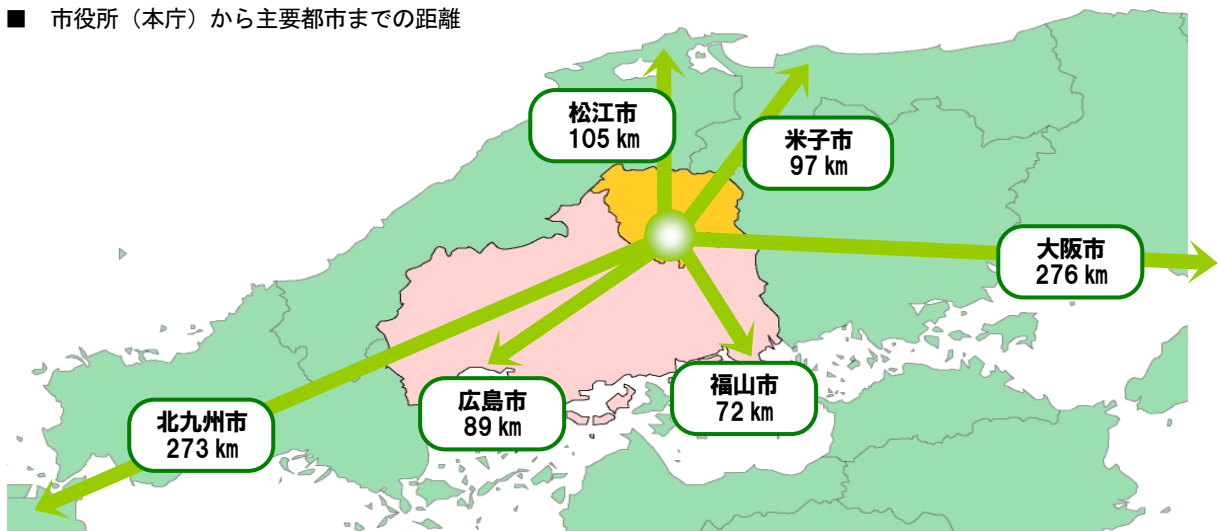 ■ 市役所（本庁）から主要都市までの距離
松江市
105 ㎞
米子市
97 ㎞
大阪市
276 ㎞
福山市
72 ㎞
広島市
89 ㎞
北九州市
273 ㎞